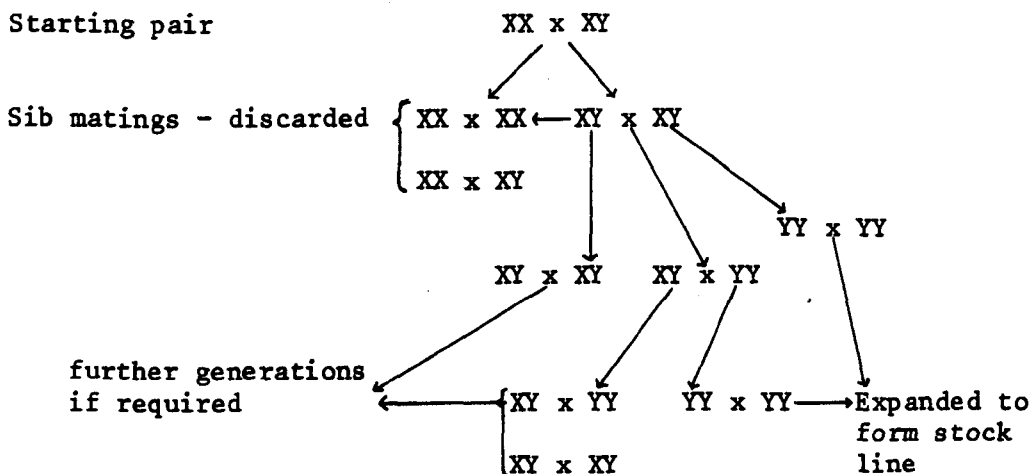 Starting pair XX x XY
Sib matings - discarded XX x XX XY x XY
XX x XY
YY x YY
XY x XY XY x YY
further generations
if required XY x YY YY x YY Expanded to
form stock
XY x XY line